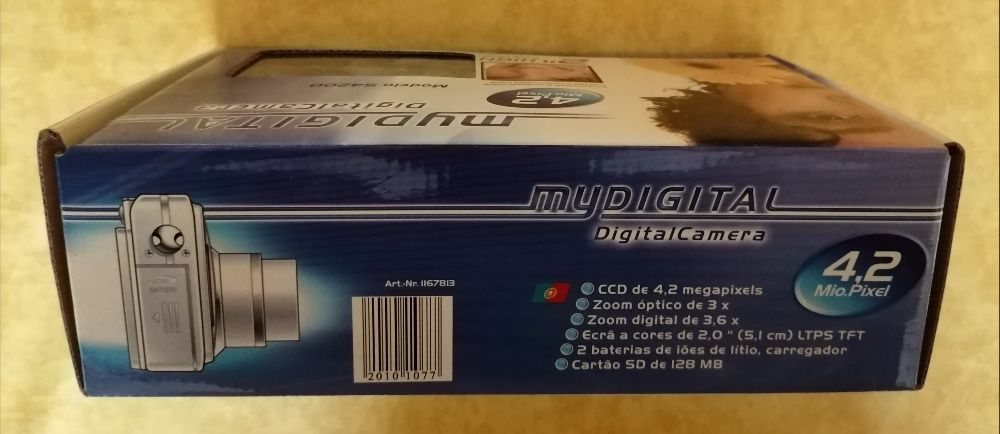 Modelo S4200
4,2
Mio.Pixel
DigitalCamera
myDIGITAL
myDIGITAL
DigitalCamera
4,2
Mio.Pixel
BATTERY
Art.-Nr. 1167813
20101077
CCD de 4,2 megapixels
Zoom óptico de 3 x
Zoom digital de 3,6 x
Ecrã a cores de 2,0 " (5,1 cm) LTPS TFT
2 baterias de iões de lítio, carregador
Cartão SD de 128 MB